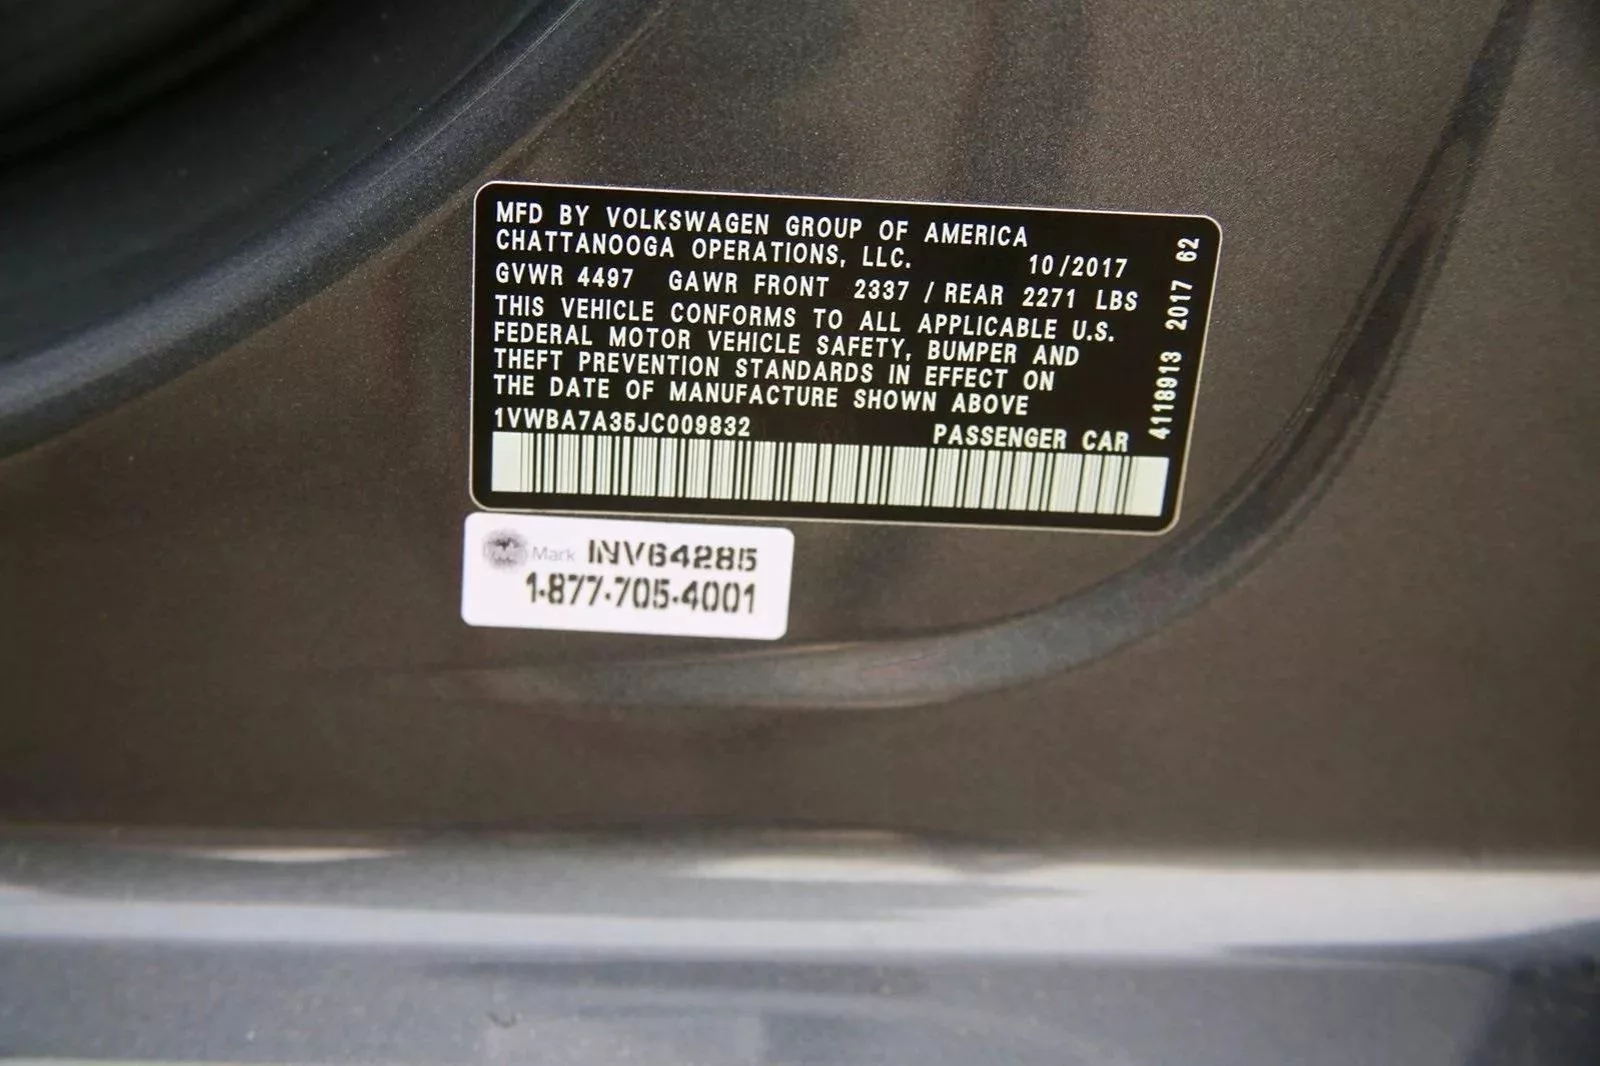 MFD BY VOLKSWAGEN GROUP OF AMERICA
CHATTANOOGA OPERATIONS, LLC. 10/2017
GVWR 4497 GAWR FRONT 2337 / REAR 2271 LBS
THIS VEHICLE CONFORMS TO ALL APPLICABLE U.S.
FEDERAL MOTOR VEHICLE SAFETY, BUMPER AND
THEFT PREVENTION STANDARDS IN EFFECT ON
THE DATE OF MANUFACTURE SHOWN ABOVE
1VWBA7A35JC009832 PASSENGER CAR
4118913 2017 62
Mark INV64285
1-877-705-4001